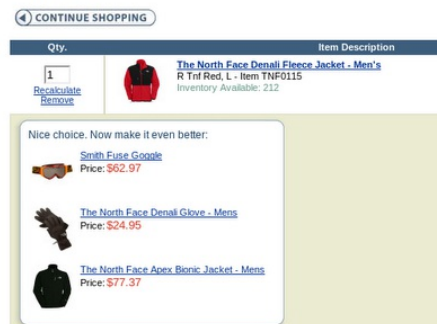 CONTINUE SHOPPING
Qty. Item Description
1
Recalculate
Remove
The North Face Denali Fleece Jacket - Men's
R Tnf Red, L - Item TNF0115
Inventory Available: 212
Nice choice. Now make it even better:
Smith Fuse Goggle
Price: $62.97
The North Face Denali Glove - Mens
Price: $24.95
The North Face Apex Bionic Jacket - Mens
Price: $77.37